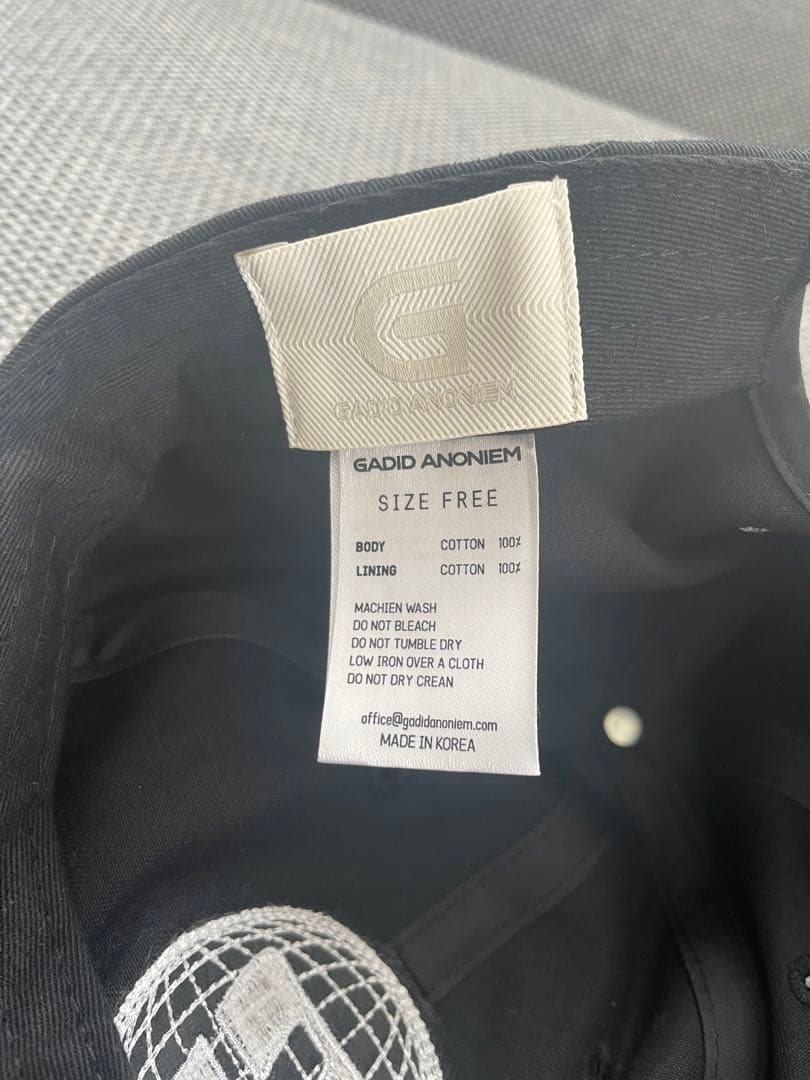 G
GADID ANONIEM
GADID ANONIEM
SIZE FREE
BODY COTTON 100%
LINING COTTON 100%
MACHIEN WASH
DO NOT BLEACH
DO NOT TUMBLE DRY
LOW IRON OVER A CLOTH
DO NOT DRY CREAN
office@gadidanoniem.com
MADE IN KOREA